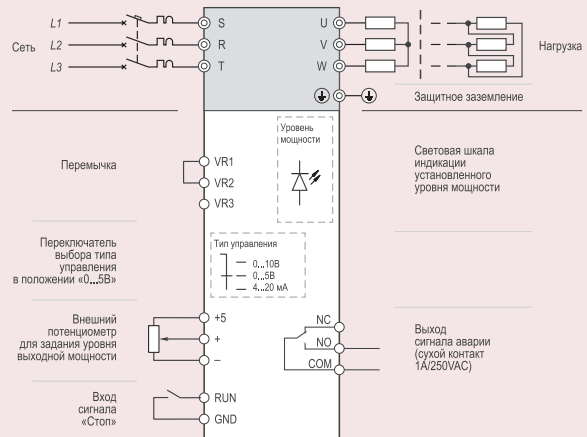 Сеть
L1
L2
L3
S
R
T
U
V
W
Нагрузка
Защитное заземление
Перемычка
VR1
VR2
VR3
Уровень
мощности
Световая шкала
индикации
установленного
уровня мощности
Переключатель
выбора типа
управления
в положении «0...5В»
Тип управления
0...10В
0...5В
4...20 мА
Внешний
потенциометр
для задания уровня
выходной мощности
+5
+
–
NC
NO
COM
Выход
сигнала аварии
(сухой контакт
1A/250VAC)
Вход
сигнала
«Стоп»
RUN
GND